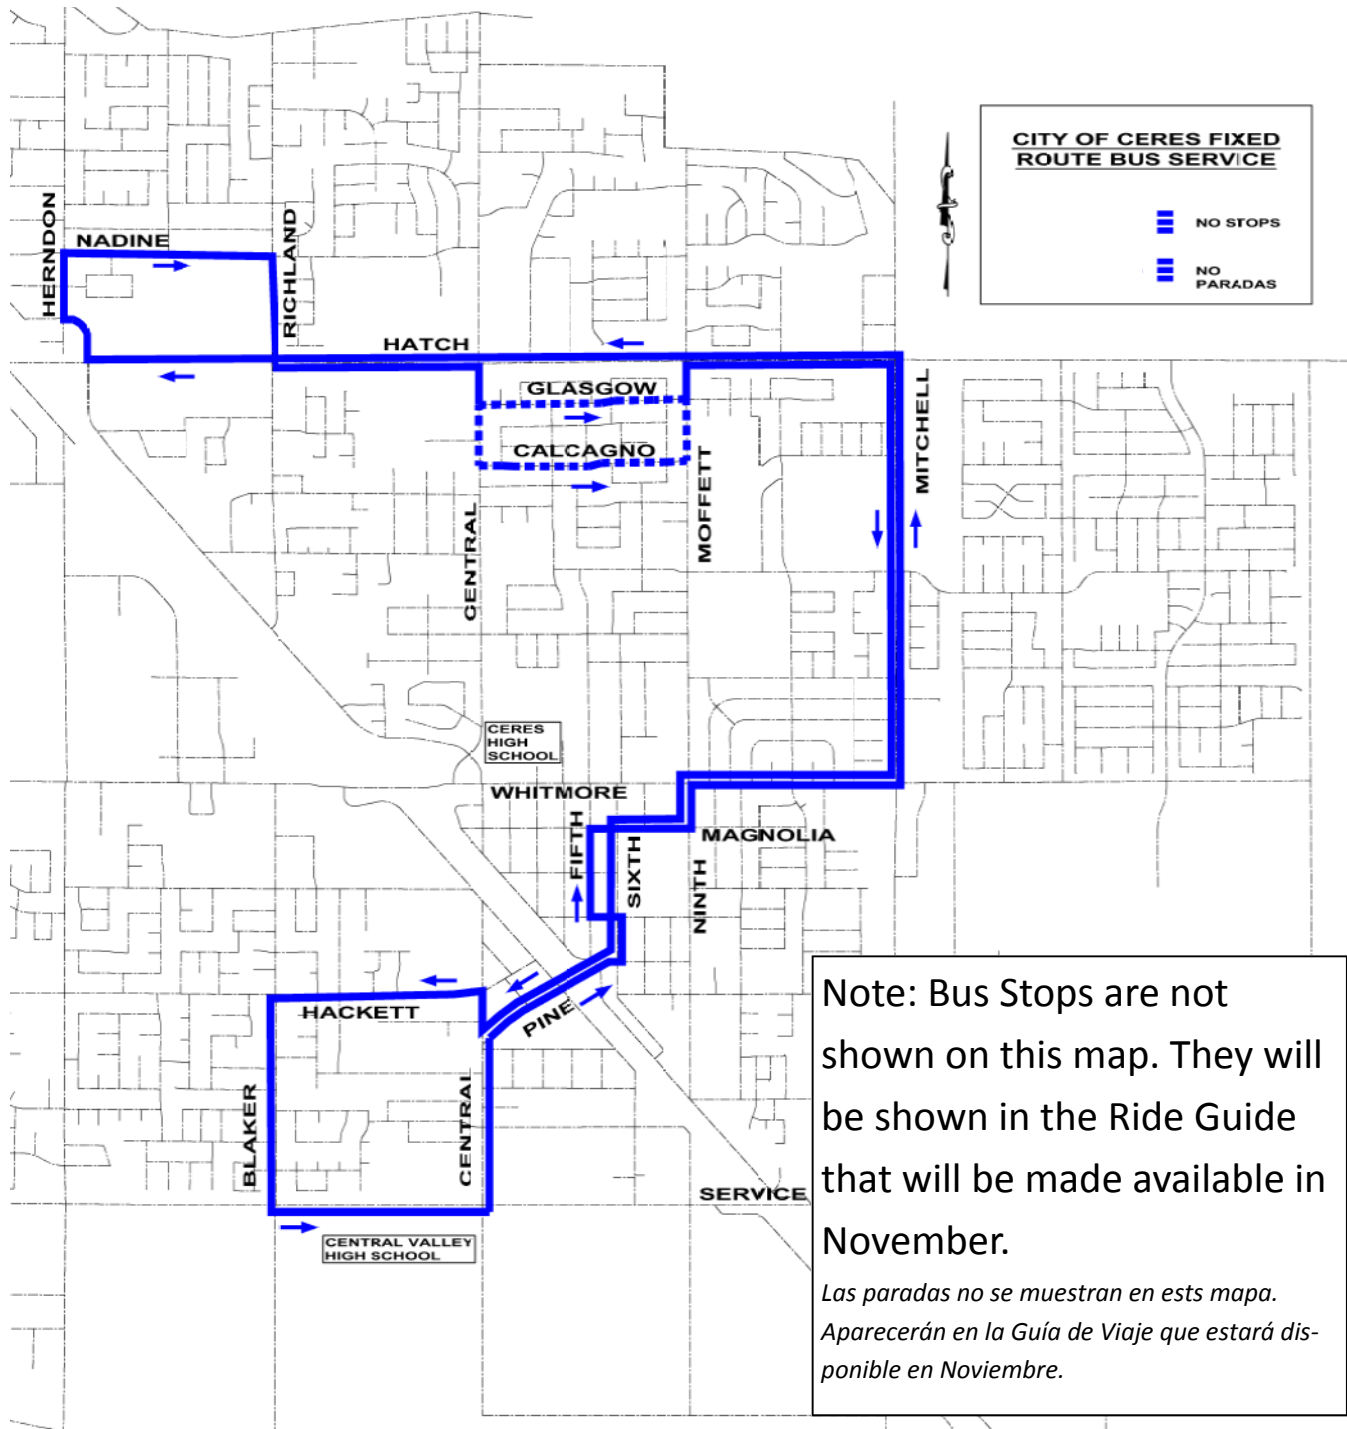 CITY OF CERES FIXED
ROUTE BUS SERVICE
NO STOPS
NO
PARADAS
HERNDON
NADINE
RICHLAND
HATCH
GLASGOW
CALCAGNO
CENTRAL
MOFFETT
MITCHELL
CERES
HIGH
SCHOOL
WHITMORE
FIFTH
SIXTH
MAGNOLIA
NINTH
HACKETT
PINE
BLAKER
CENTRAL
SERVICE
CENTRAL VALLEY
HIGH SCHOOL
Note: Bus Stops are not
shown on this map. They will
be shown in the Ride Guide
that will be made available in
November.
Las paradas no se muestran en ests mapa.
Aparecerán en la Guía de Viaje que estará dis-
ponible en Noviembre.